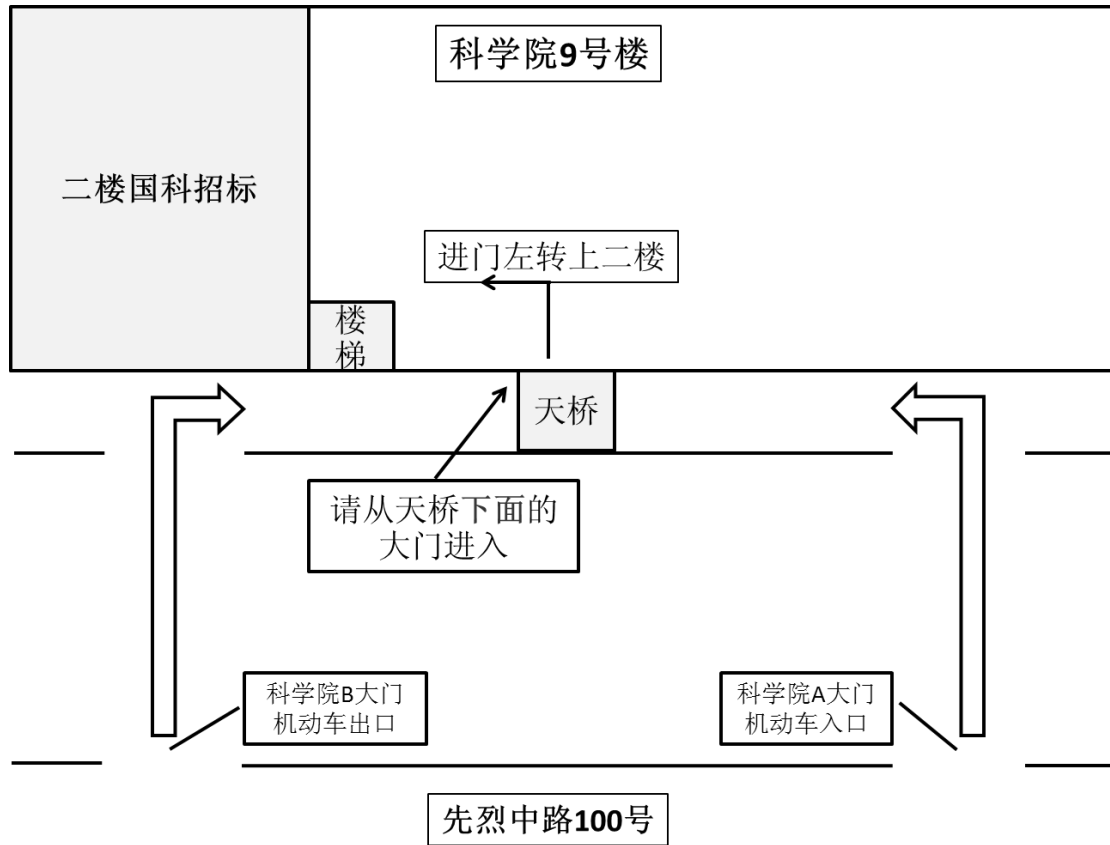 科学院9号楼
二楼国科招标
进门左转上二楼
楼
梯
天桥
请从天桥下面的
大门进入
科学院B大门
机动车出口
科学院A大门
机动车入口
先烈中路100号